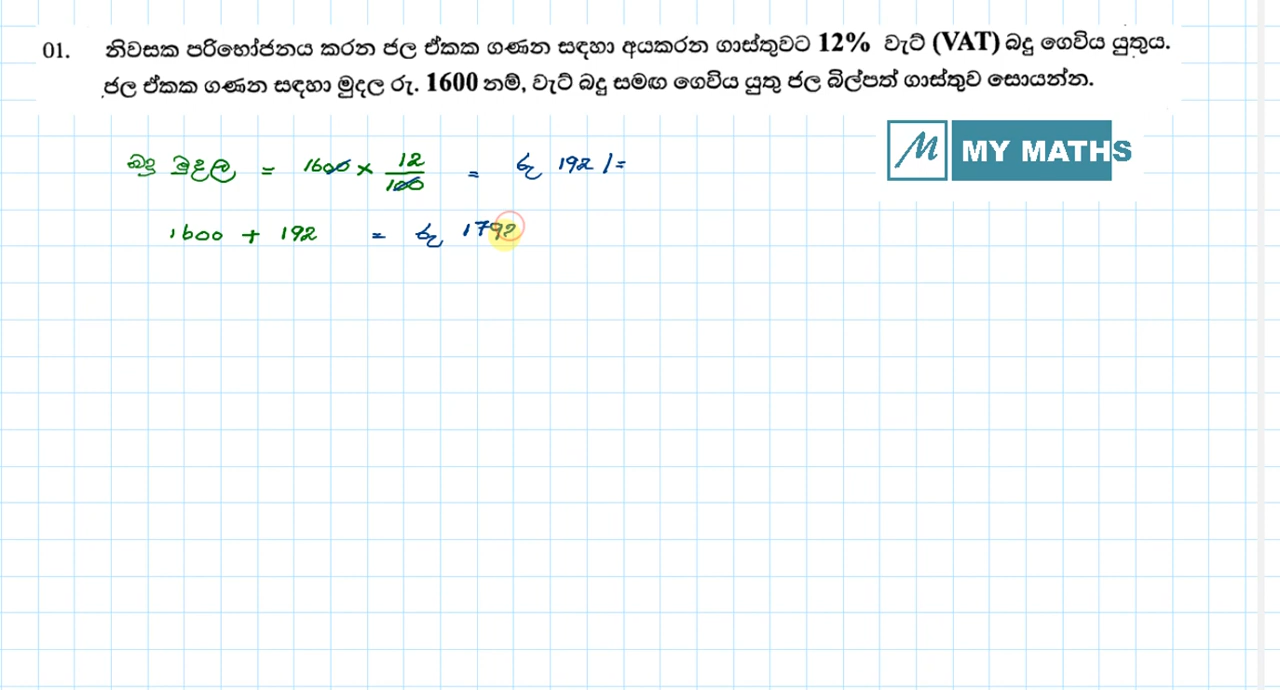 01. නිවසක පරිභෝජනය කරන ජල ඒකක ගණන සඳහා අයකරන ගාස්තුවට 12% වැට් (VAT) බදු ගෙවිය යුතුය.
ජල ඒකක ගණන සඳහා මුදල රු. 1600 නම්, වැට් බදු සමඟ ගෙවිය යුතු ජල බිල්පත් ගාස්තුව සොයන්න.
M MY MATHS
බදු මුදල = 1600 × 12/100 = රු 192/=
1600 + 192 = රු 1792